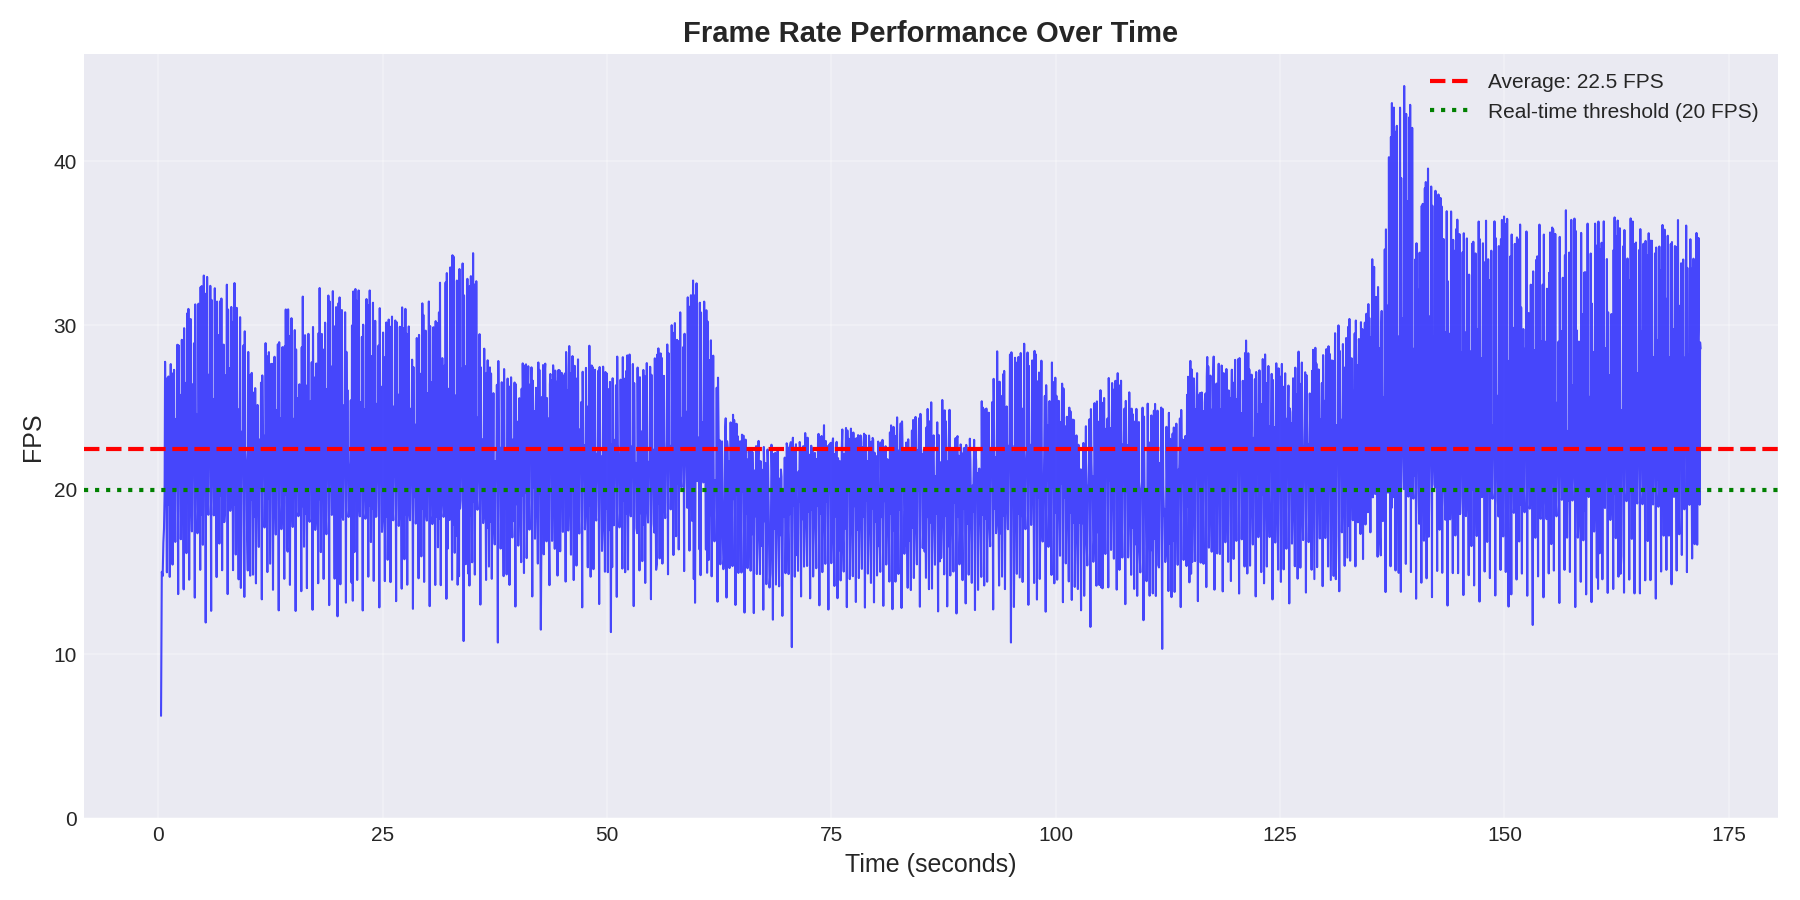 Frame Rate Performance Over Time
Average: 22.5 FPS
Real-time threshold (20 FPS)
FPS
40
30
20
10
0
0 25 50 75 100 125 150 175
Time (seconds)